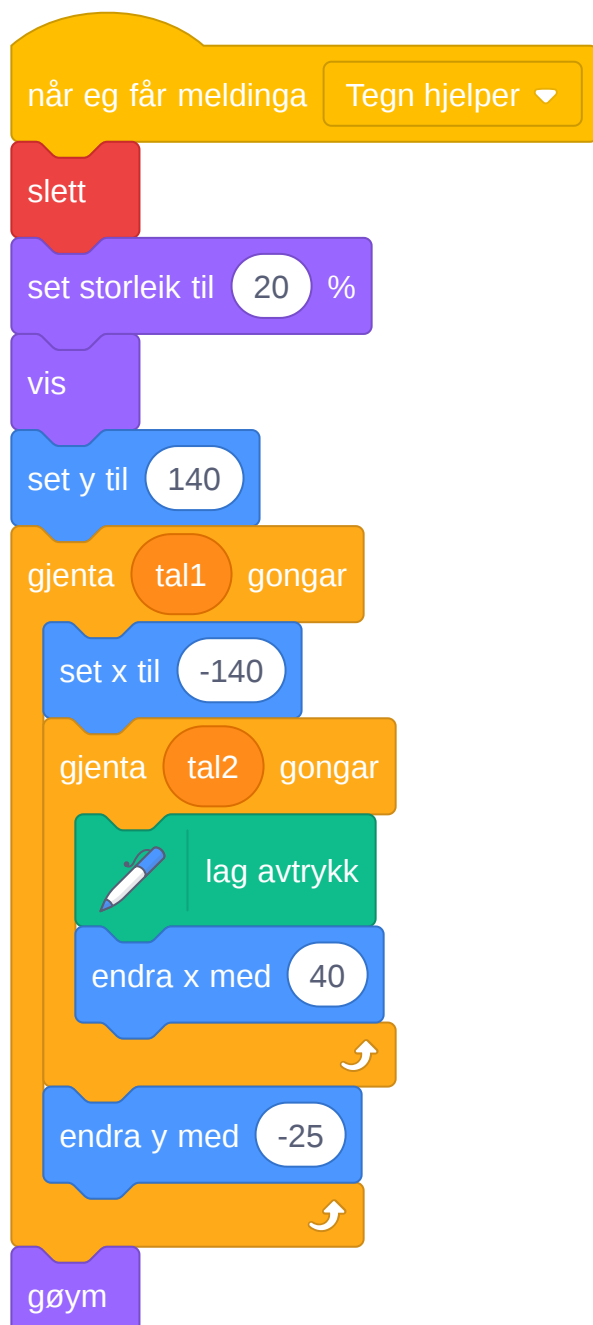 når eg får meldinga Tegn hjelper
slett
set storleik til 20 %
vis
set y til 140
gjenta tal1 gongar
set x til -140
gjenta tal2 gongar
lag avtrykk
endra x med 40
endra y med -25
gøym